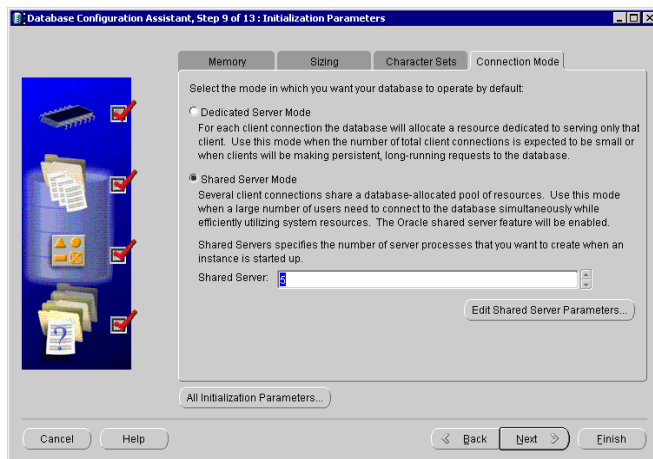 Database Configuration Assistant, Step 9 of 13 : Initialization Parameters
Memory
Sizing
Character Sets
Connection Mode
Select the mode in which you want your database to operate by default:
Dedicated Server Mode
For each client connection the database will allocate a resource dedicated to serving only that
client. Use this mode when the number of total client connections is expected to be small or
when clients will be making persistent, long-running requests to the database.
Shared Server Mode
Several client connections share a database-allocated pool of resources. Use this mode
when a large number of users need to connect to the database simultaneously while
efficiently utilizing system resources. The Oracle shared server feature will be enabled.
Shared Servers specifies the number of server processes that you want to create when an
instance is started up.
Shared Server: 5
Edit Shared Server Parameters...
?
All Initialization Parameters...
Cancel
Help
Back
Next
Finish